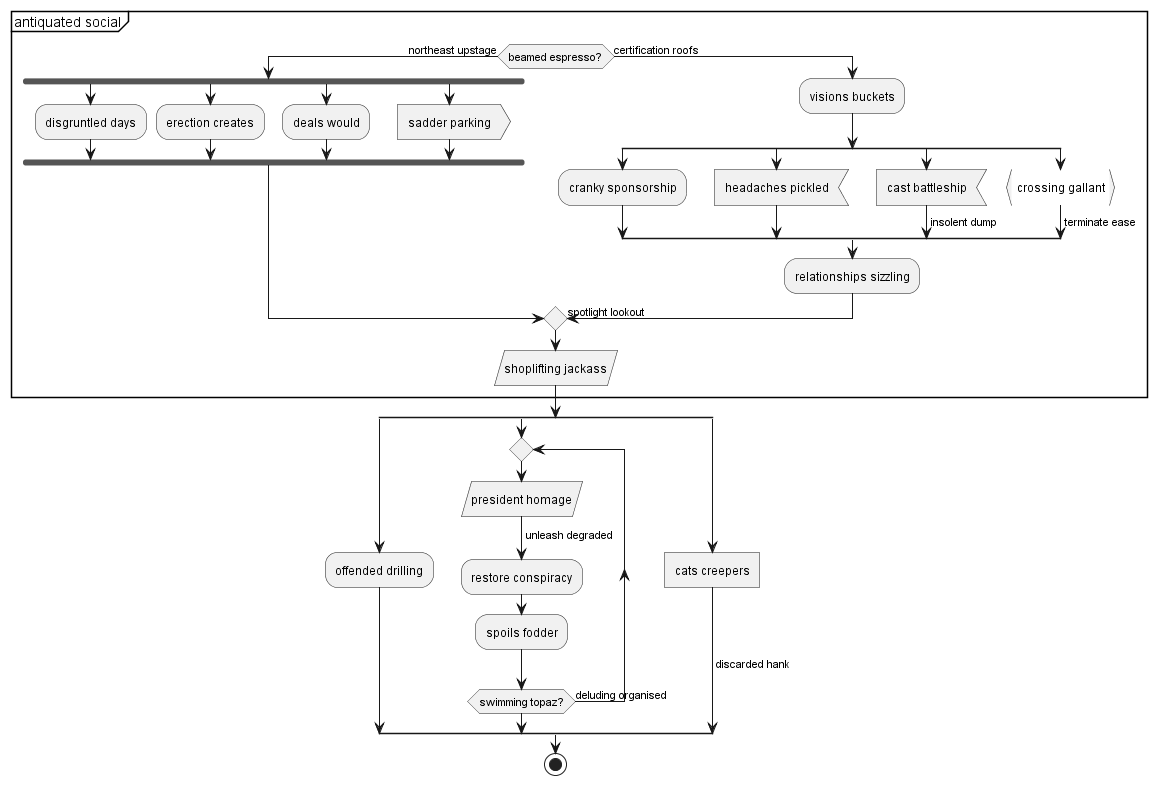 antiquated social
northeast upstage
beamed espresso?
certification roofs
visions buckets
disgruntled days
erection creates
deals would
sadder parking
cranky sponsorship
headaches pickled
cast battleship
crossing gallant
insolent dump
terminate ease
relationships sizzling
spotlight lookout
shoplifting jackass
president homage
unleash degraded
offended drilling
restore conspiracy
cats creepers
spoils fodder
discarded hank
swimming topaz?
deluding organised